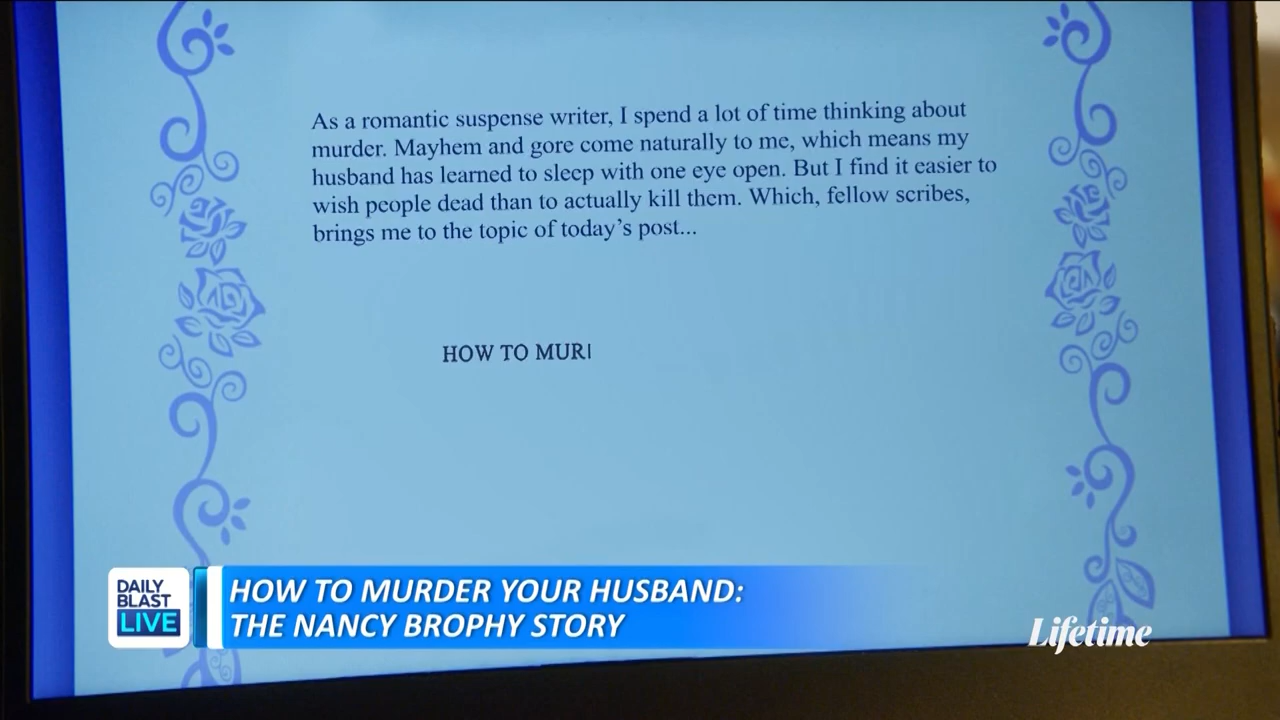 As a romantic suspense writer, I spend a lot of time thinking about
murder. Mayhem and gore come naturally to me, which means my
husband has learned to sleep with one eye open. But I find it easier to
wish people dead than to actually kill them. Which, fellow scribes,
brings me to the topic of today's post...
HOW TO MURI
DAILY
BLAST
LIVE
HOW TO MURDER YOUR HUSBAND:
THE NANCY BROPHY STORY
Lifetime